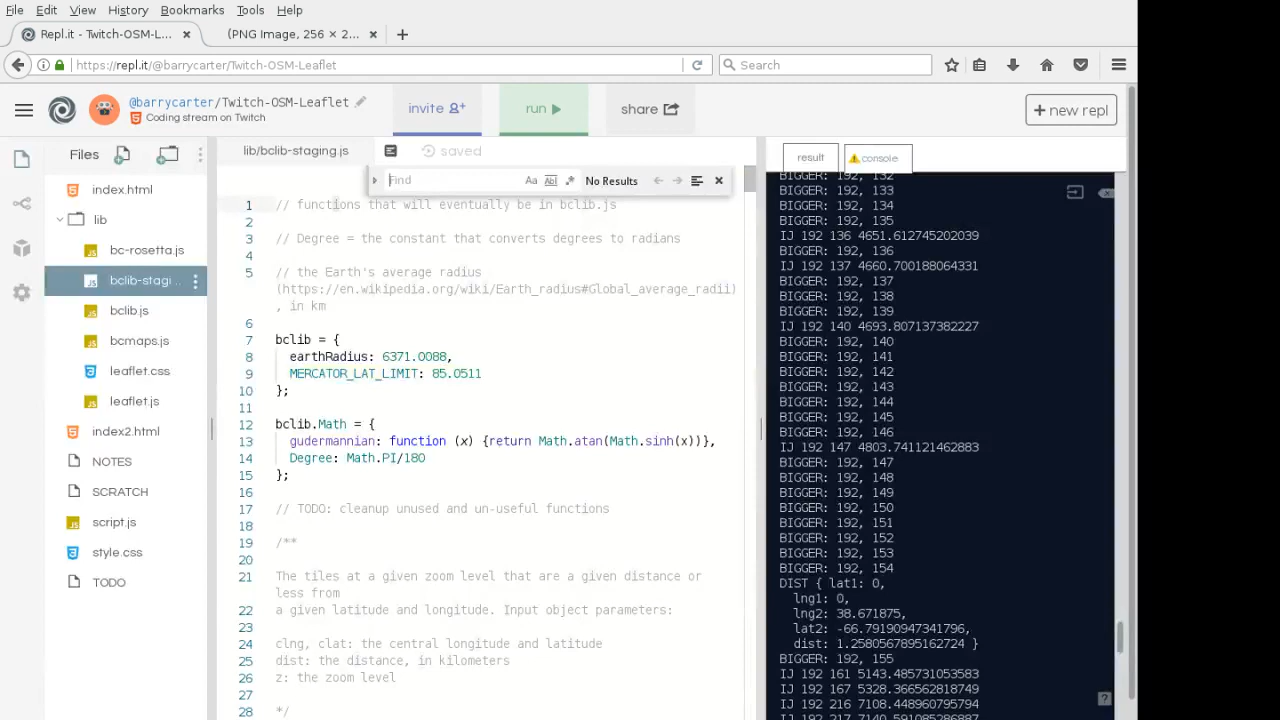 File Edit View History Bookmarks Tools Help
Repl.it - Twitch-OSM-L...
(PNG Image, 256 × 2...
https://repl.it/@barrycarter/Twitch-OSM-Leaflet
Search
@barrycarter/Twitch-OSM-Leaflet
Coding stream on Twitch
invite
run
share
+ new repl
Files
index.html
lib
bc-rosetta.js
bclib-stagi...
bclib.js
bcmaps.js
leaflet.css
leaflet.js
index2.htm
NOTES
SCRATCH
script.js
style.css
TODO
lib/bclib-staging.js
saved
Find
Aa
No Results
1 // functions that will eventually be in bclib.js
2
3 // Degree = the constant that converts degrees to radians
4
5 // the Earth's average radius
(https://en.wikipedia.org/wiki/Earth_radius#Global_average_radii)
, in km
6
7 bclib = {
8 earthRadius: 6371.0088,
9 MERCATOR_LAT_LIMIT: 85.0511
10 };
11
12 bclib.Math = {
13 gudermannian: function (x) {return Math.atan(Math.sinh(x))},
14 Degree: Math.PI/180
15 };
16
17 // TODO: cleanup unused and un-useful functions
18
19 /**
20
21 The tiles at a given zoom level that are a given distance or
less from
22 a given latitude and longitude. Input object parameters:
23
24 clng, clat: the central longitude and latitude
25 dist: the distance, in kilometers
26 z: the zoom level
27
28 */
result
console
BIGGER: 192, 132
BIGGER: 192, 133
BIGGER: 192, 134
BIGGER: 192, 135
IJ 192 136 4651.612745202039
BIGGER: 192, 136
IJ 192 137 4660.700188064331
BIGGER: 192, 137
BIGGER: 192, 138
BIGGER: 192, 139
IJ 192 140 4693.807137382227
BIGGER: 192, 140
BIGGER: 192, 141
BIGGER: 192, 142
BIGGER: 192, 143
BIGGER: 192, 144
BIGGER: 192, 145
BIGGER: 192, 146
IJ 192 147 4803.741121462883
BIGGER: 192, 147
BIGGER: 192, 148
BIGGER: 192, 149
BIGGER: 192, 150
BIGGER: 192, 151
BIGGER: 192, 152
BIGGER: 192, 153
BIGGER: 192, 154
DIST { lat1: 0,
lng1: 0,
lng2: 38.671875,
lat2: -66.79190947341796,
dist: 1.2580567895162724 }
BIGGER: 192, 155
IJ 192 161 5143.485731053583
IJ 192 167 5328.366562818749
IJ 192 216 7108.448960795794
IJ 192 217 7140.591085286887